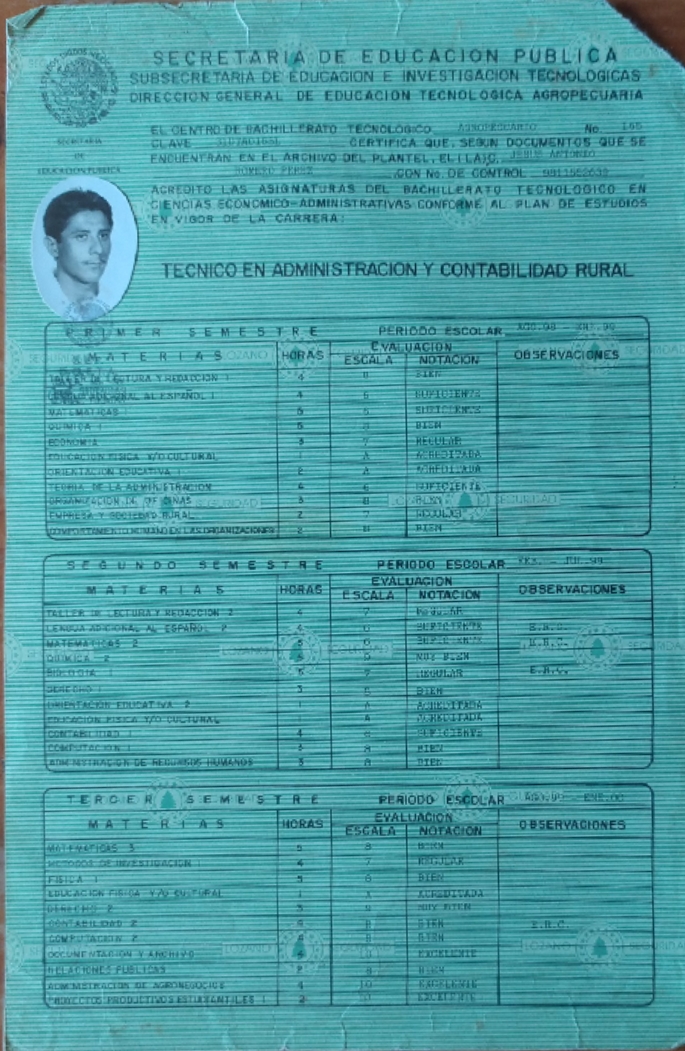 SECRETARIA DE EDUCACION PUBLICA
SUBSECRETARIA DE EDUCACION E INVESTIGACION TECNOLOGICAS
DIRECCION GENERAL DE EDUCACION TECNOLOGICA AGROPECUARIA
ESTADOS UNIDOS MEXICANOS
SECRETARIA
DE
EDUCACION PUBLICA
EL CENTRO DE BACHILLERATO TECNOLOGICO AGROPECUARIO No. 165
CLAVE CERTIFICA QUE, SEGUN DOCUMENTOS QUE SE
ENCUENTRAN EN EL ARCHIVO DEL PLANTEL, EL(LA)C. JESUS ANTONIO
ROMERO PEREZ ,CON No. DE CONTROL
ACREDITO LAS ASIGNATURAS DEL BACHILLERATO TECNOLOGICO EN
CIENCIAS ECONOMICO-ADMINISTRATIVAS CONFORME AL PLAN DE ESTUDIOS
EN VIGOR DE LA CARRERA:
TECNICO EN ADMINISTRACION Y CONTABILIDAD RURAL
PRIMER SEMESTRE PERIODO ESCOLAR AGO.98 - ENE.99
MATERIAS HORAS EVALUACION OBSERVACIONES
ESCALA NOTACION
TALLER DE LECTURA Y REDACCION 1 4 8 BIEN
LENGUA ADICIONAL AL ESPAÑOL 1 4 6 SUFICIENTE
MATEMATICAS 1 5 6 SUFICIENTE
QUIMICA 1 5 8 BIEN
ECONOMIA 3 7 REGULAR
EDUCACION FISICA Y/O CULTURAL 1 A ACREDITADA
ORIENTACION EDUCATIVA 1 2 A ACREDITADA
TEORIA DE LA ADMINISTRACION 4 6 SUFICIENTE
ORGANIZACION DE OFICINAS 3 8 BIEN
EMPRESA Y SOCIEDAD RURAL 2 7 REGULAR
COMPORTAMIENTO HUMANO EN LAS ORGANIZACIONES 2 8 BIEN
SEGUNDO SEMESTRE PERIODO ESCOLAR FEB. - JUL.99
MATERIAS HORAS EVALUACION OBSERVACIONES
ESCALA NOTACION
TALLER DE LECTURA Y REDACCION 2 4 7 REGULAR
LENGUA ADICIONAL AL ESPAÑOL 2 4 6 SUFICIENTE E.R.C.
MATEMATICAS 2 5 6 SUFICIENTE E.R.C.
QUIMICA 2 5 MUY BIEN
BIOLOGIA 5 7 REGULAR E.R.C.
DERECHO 1 3 8 BIEN
ORIENTACION EDUCATIVA 2 1 A ACREDITADA
EDUCACION FISICA Y/O CULTURAL 1 A ACREDITADA
CONTABILIDAD 1 4 6 SUFICIENTE
COMPUTACION 1 3 8 BIEN
ADMINISTRACION DE RECURSOS HUMANOS 3 8 BIEN
TERCER SEMESTRE PERIODO ESCOLAR AGO.99 - ENE.00
MATERIAS HORAS EVALUACION OBSERVACIONES
ESCALA NOTACION
MATEMATICAS 3 5 8 BIEN
METODOS DE INVESTIGACION 1 4 7 REGULAR
FISICA 1 5 8 BIEN
EDUCACION FISICA Y/O CULTURAL 1 A ACREDITADA
DERECHO 2 3 9 MUY BIEN
CONTABILIDAD 2 8 BIEN E.R.C.
COMPUTACION 2 8 BIEN
DOCUMENTACION Y ARCHIVO 10 EXCELENTE
RELACIONES PUBLICAS 2 8 BIEN
ADMINISTRACION DE AGRONEGOCIOS 4 10 EXCELENTE
PROYECTOS PRODUCTIVOS ESTUDIANTILES 1 2 10 EXCELENTE